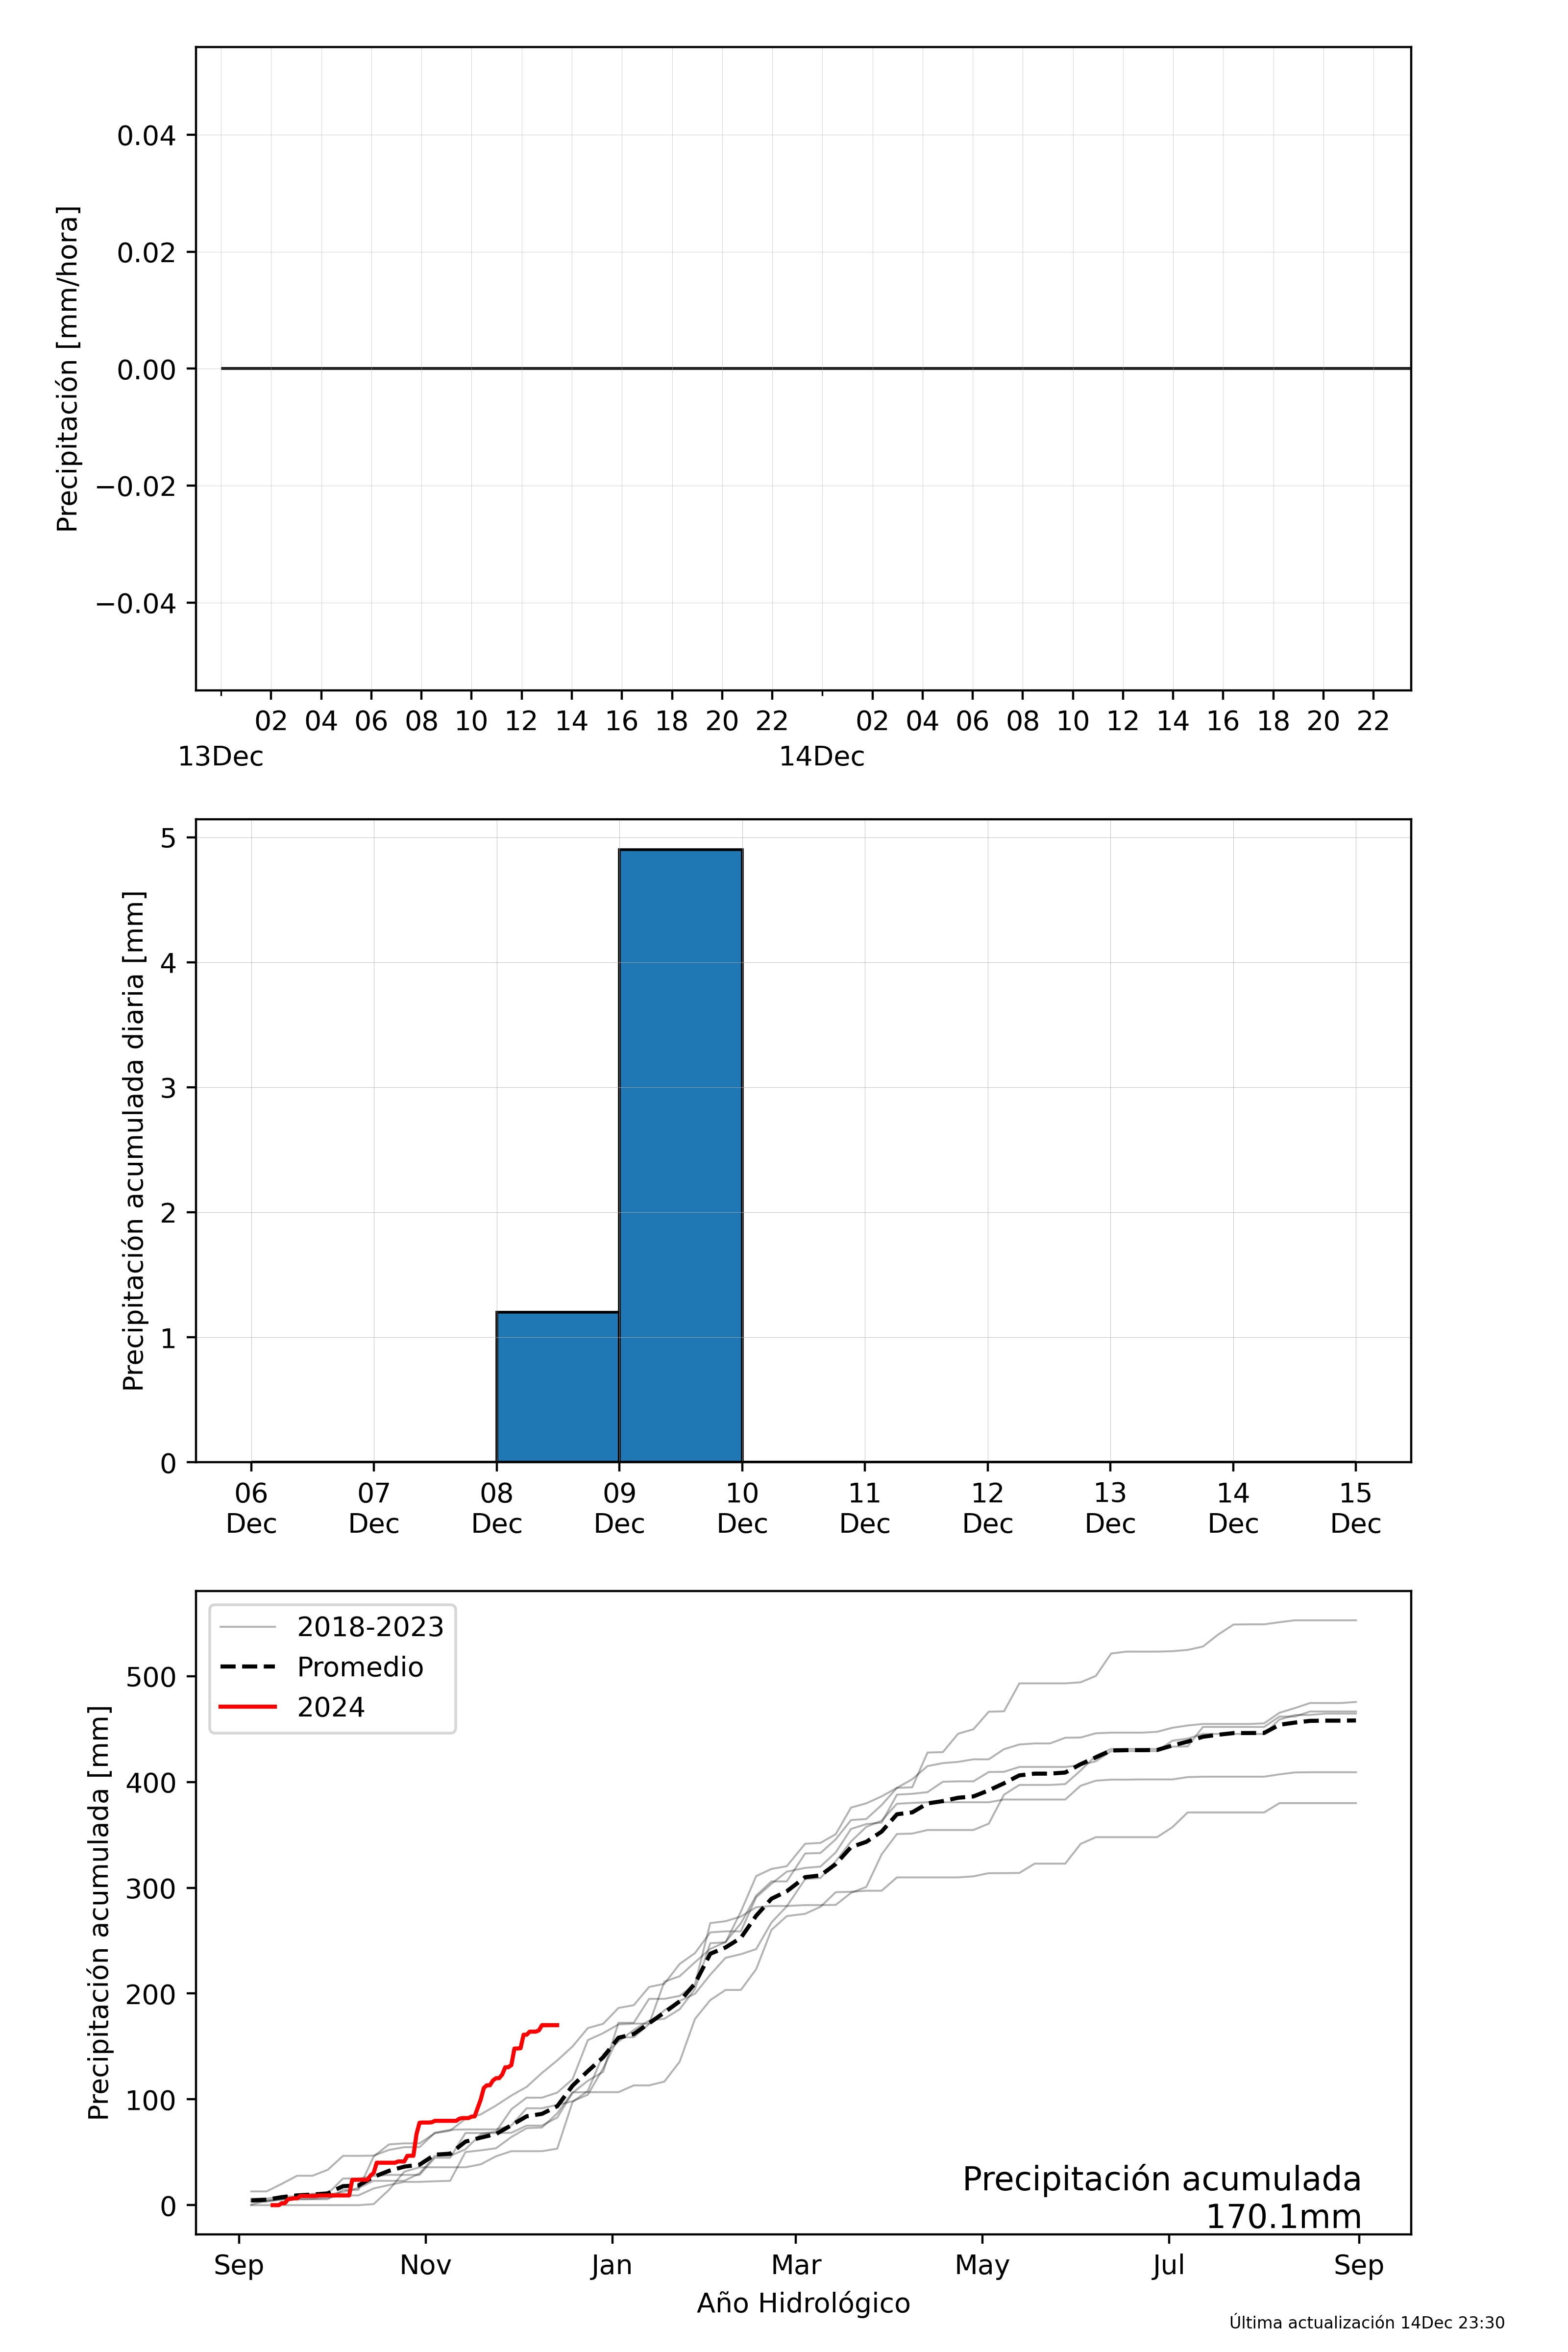 Precipitación [mm/hora]
0.04
0.02
0.00
−0.02
−0.04
02 04 06 08 10 12 14 16 18 20 22 02 04 06 08 10 12 14 16 18 20 22
13Dec 14Dec
Precipitación acumulada diaria [mm]
5
4
3
2
1
0
06 07 08 09 10 11 12 13 14 15
Dec Dec Dec Dec Dec Dec Dec Dec Dec Dec
Precipitación acumulada [mm]
2018-2023
Promedio
2024
500
400
300
200
100
0
Precipitación acumulada
170.1mm
Sep Nov Jan Mar May Jul Sep
Año Hidrológico
Última actualización 14Dec 23:30